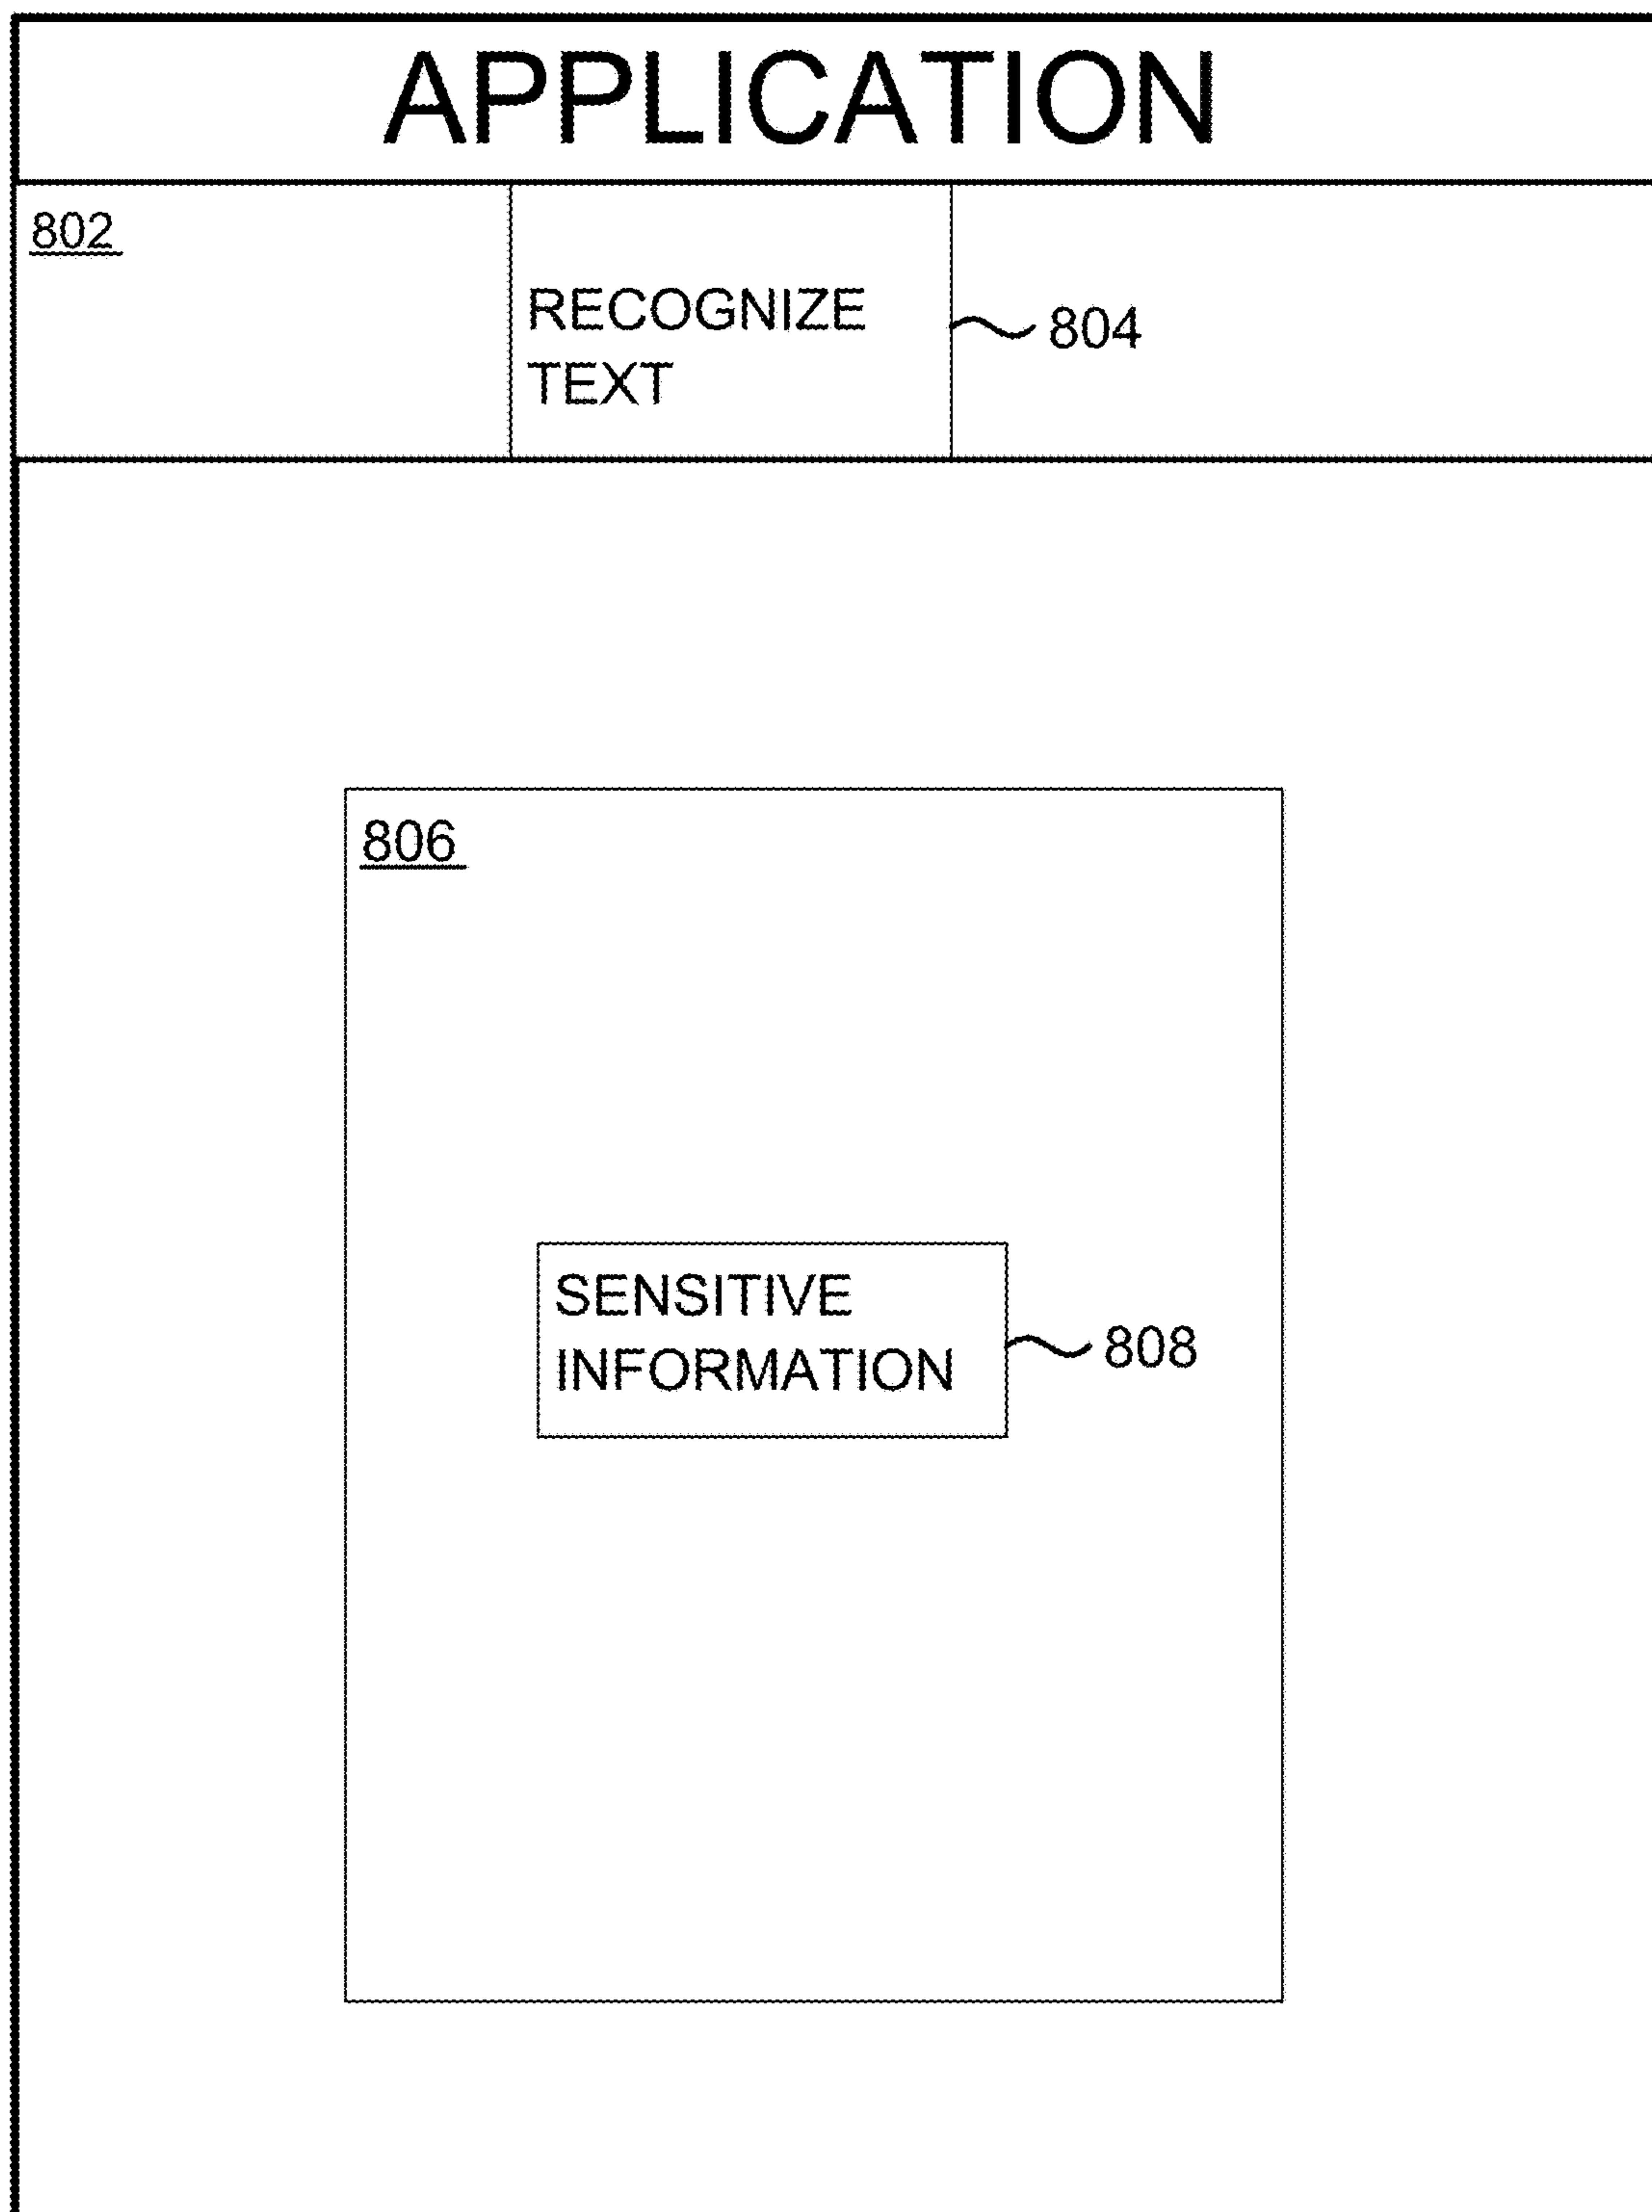 APPLICATION
802
RECOGNIZE
TEXT
804
806
SENSITIVE
INFORMATION
808